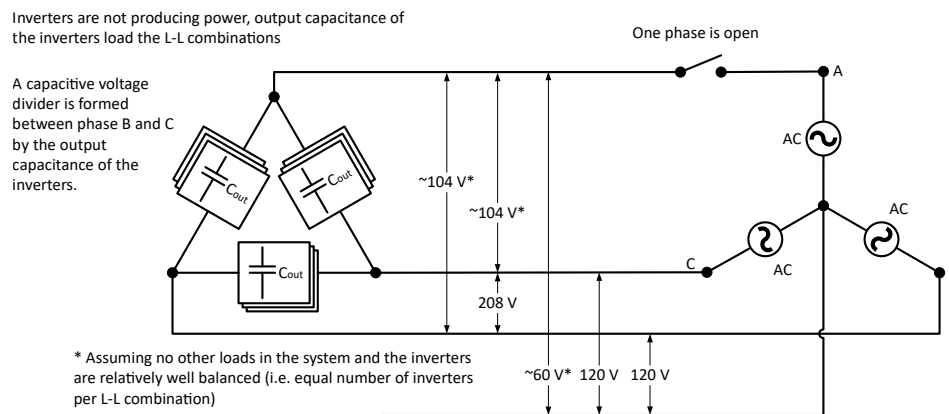 Inverters are not producing power, output capacitance of
the inverters load the L-L combinations
One phase is open
A capacitive voltage
divider is formed
between phase B and C
by the output
capacitance of the
inverters.
A
AC
Cout
Cout
~104 V*
~104 V*
AC
C
AC
Cout
208 V
* Assuming no other loads in the system and the inverters
are relatively well balanced (i.e. equal number of inverters
per L-L combination)
~60 V*
120 V
120 V